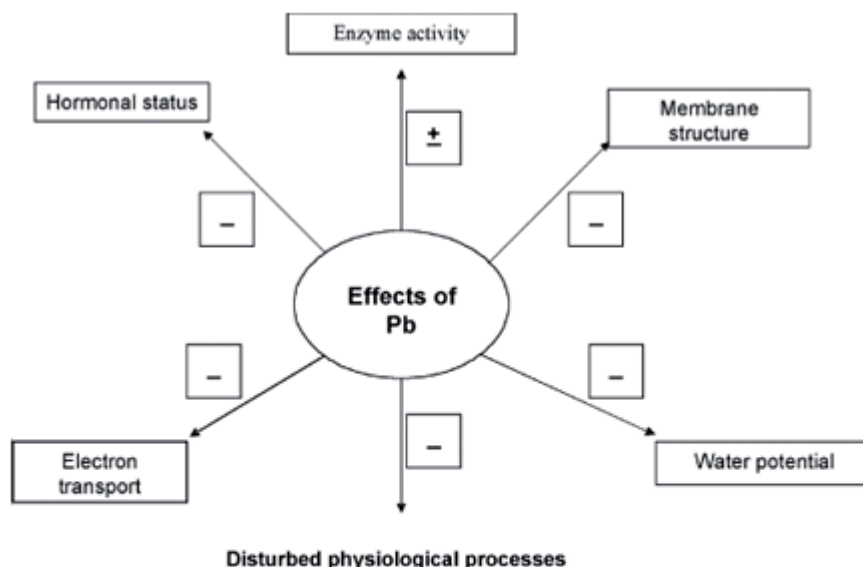 Enzyme activity
Hormonal status
Membrane
structure
±
−
−
Effects of
Pb
−
−
−
Electron
transport
Water potential
Disturbed physiological processes